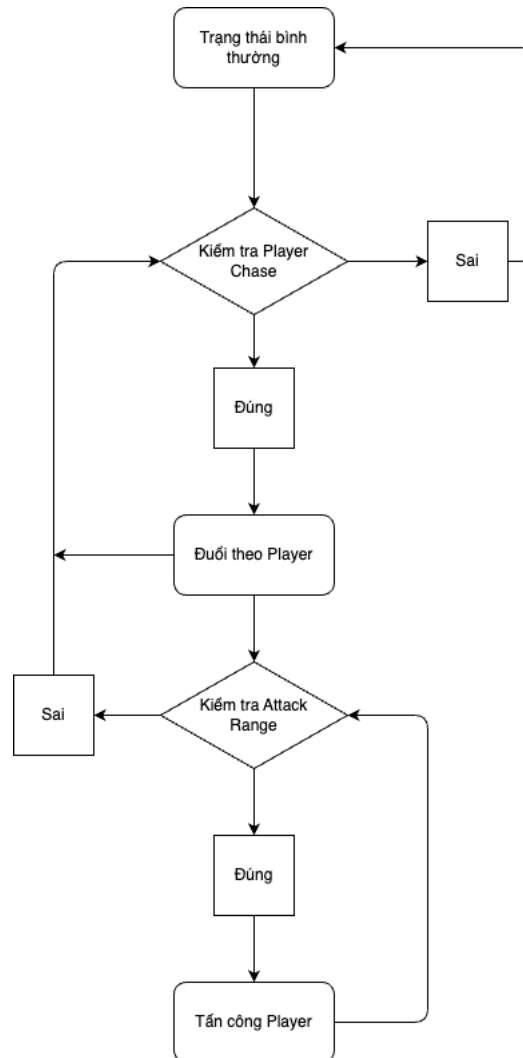 Trạng thái bình
thường
Kiểm tra Player
Chase
Sai
Đúng
Đuổi theo Player
Kiểm tra Attack
Range
Sai
Đúng
Tấn công Player